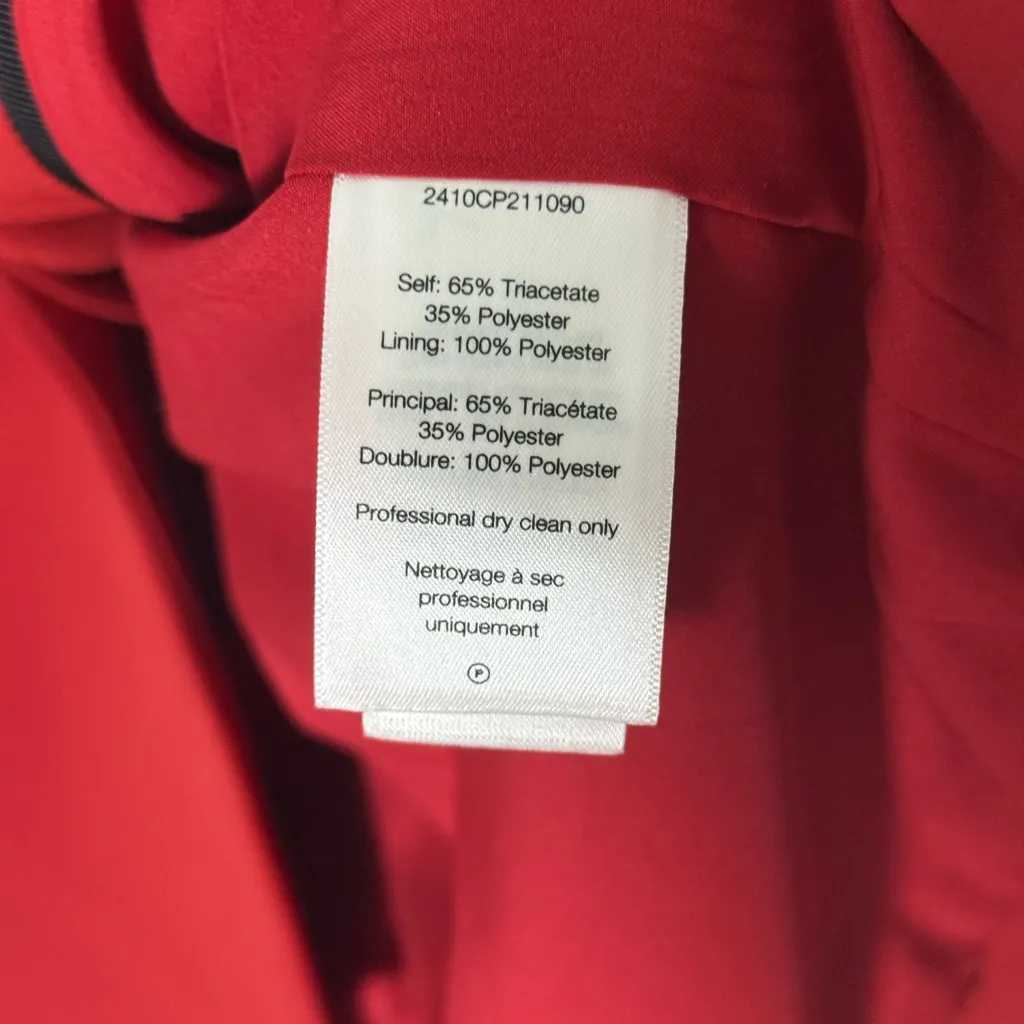 2410CP211090
Self: 65% Triacetate
35% Polyester
Lining: 100% Polyester
Principal: 65% Triacétate
35% Polyester
Doublure: 100% Polyester
Professional dry clean only
Nettoyage à sec
professionnel
uniquement
P